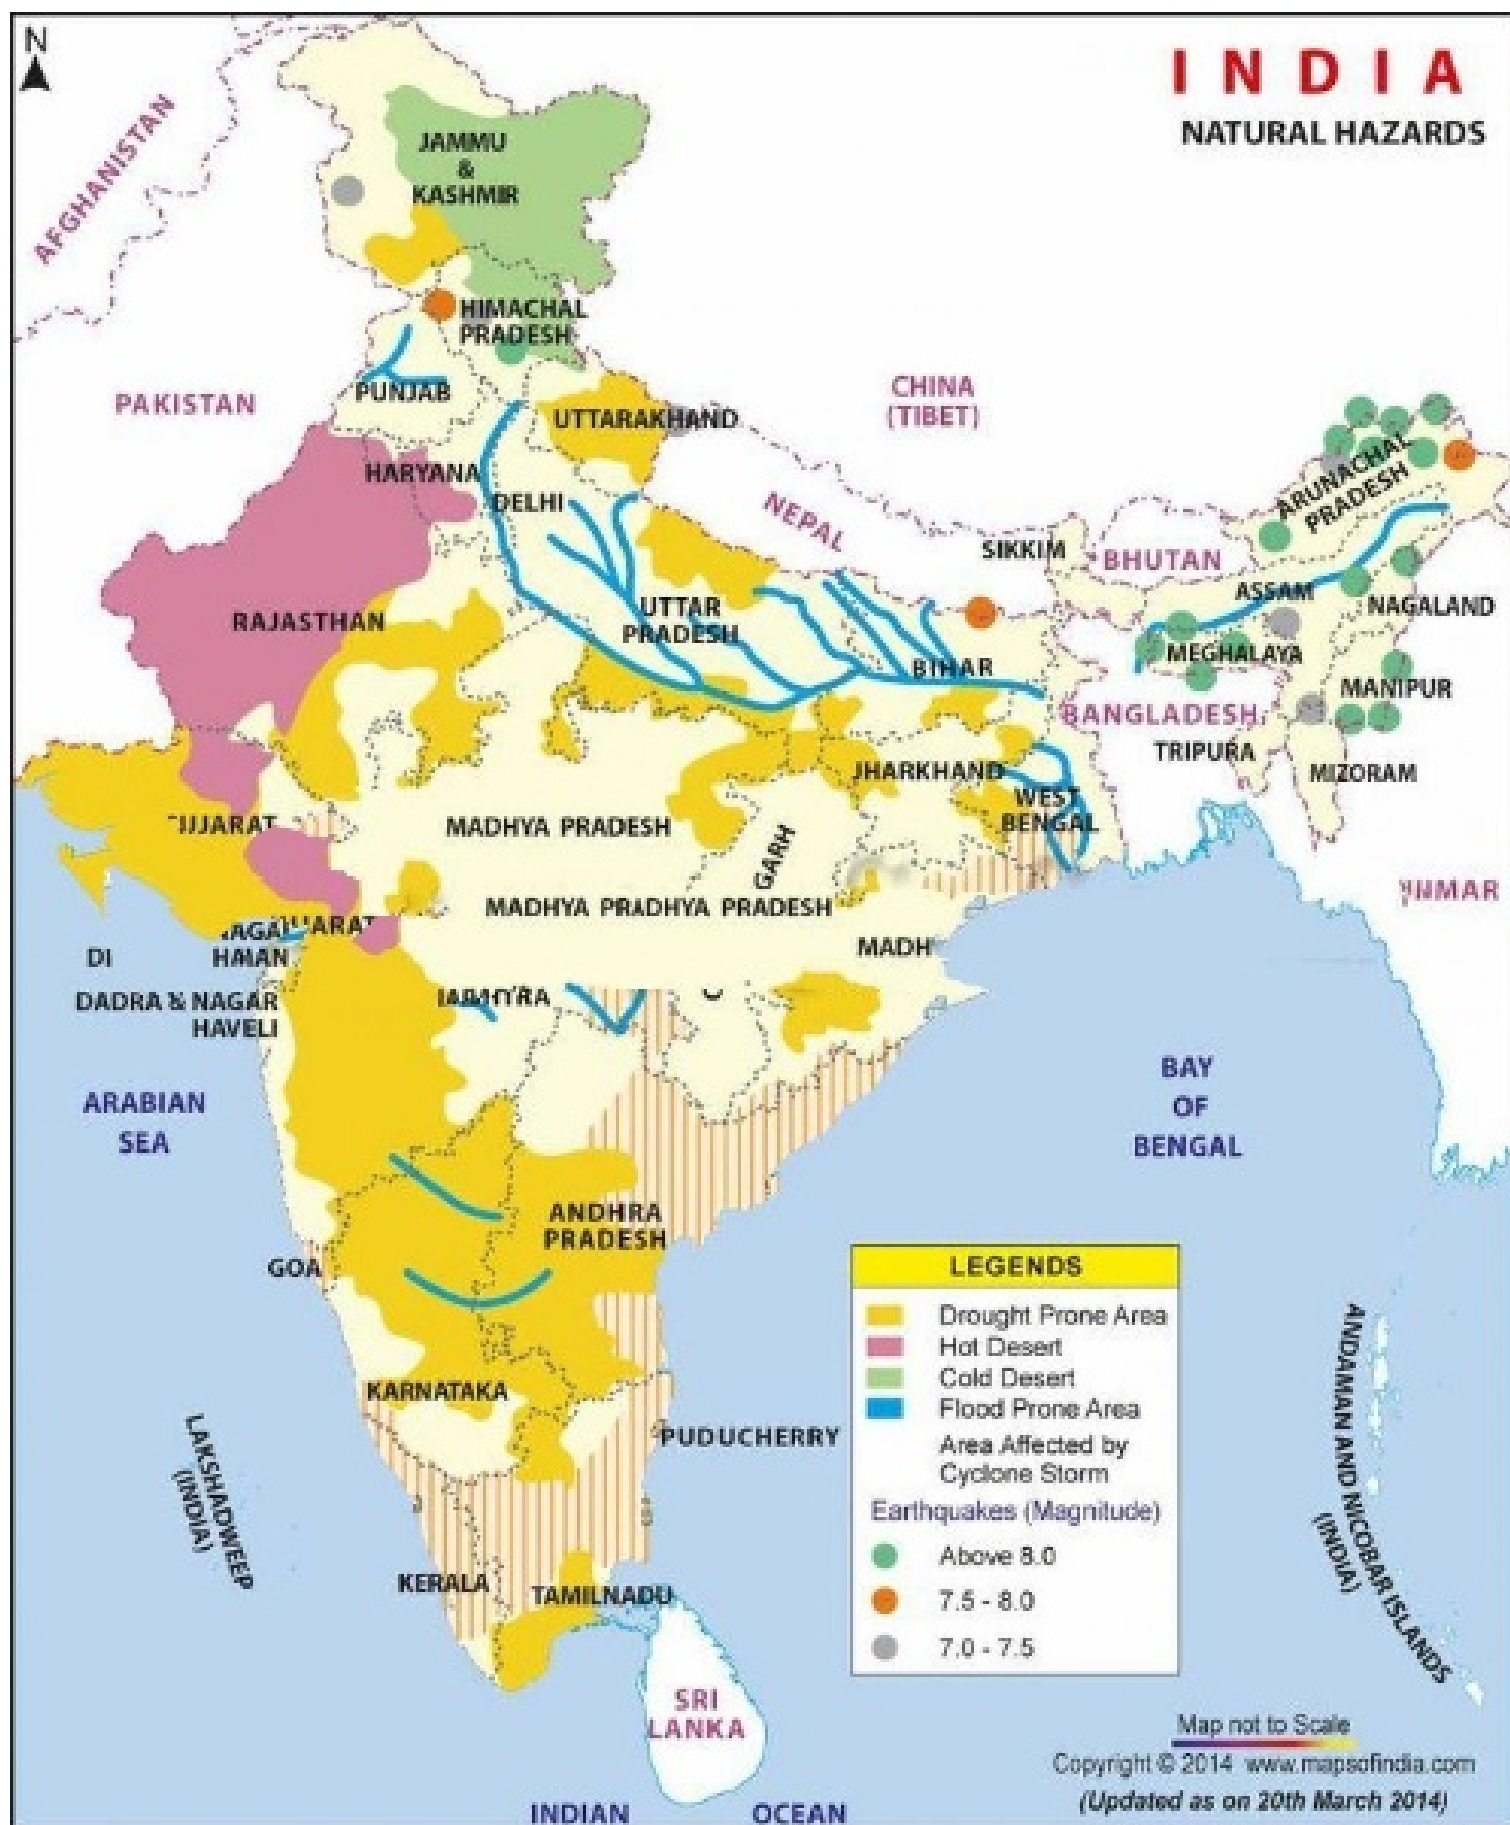 N
INDIA
NATURAL HAZARDS
AFGHANISTAN
JAMMU
&
KASHMIR
HIMACHAL
PRADESH
PAKISTAN
PUNJAB
CHINA
(TIBET)
UTTARAKHAND
HARYANA
DELHI
NEPAL
SIKKIM
BHUTAN
ARUNACHAL
PRADESH
ASSAM
NAGALAND
RAJASTHAN
UTTAR
PRADESH
BIHAR
MEGHALAYA
MANIPUR
BANGLADESH
TRIPURA
MIZORAM
JHARKHAND
WEST
BENGAL
MADHYA PRADESH
GARH
MADHYA PRADHYA PRADESH
MADH
DI
HMAN
DADRA & NAGAR
HAVELI
ARABIAN
SEA
BAY
OF
BENGAL
ANDHRA
PRADESH
GOA
KARNATAKA
PUDUCHERRY
LAKSHADWEEP
(INDIA)
KERALA
TAMILNADU
SRI
LANKA
ANDAMAN AND NICOBAR ISLANDS
(INDIA)
LEGENDS
Drought Prone Area
Hot Desert
Cold Desert
Flood Prone Area
Area Affected by
Cyclone Storm
Earthquakes (Magnitude)
Above 8.0
7.5 - 8.0
7.0 - 7.5
Map not to Scale
Copyright © 2014 www.mapsofindia.com
(Updated as on 20th March 2014)
INDIAN OCEAN